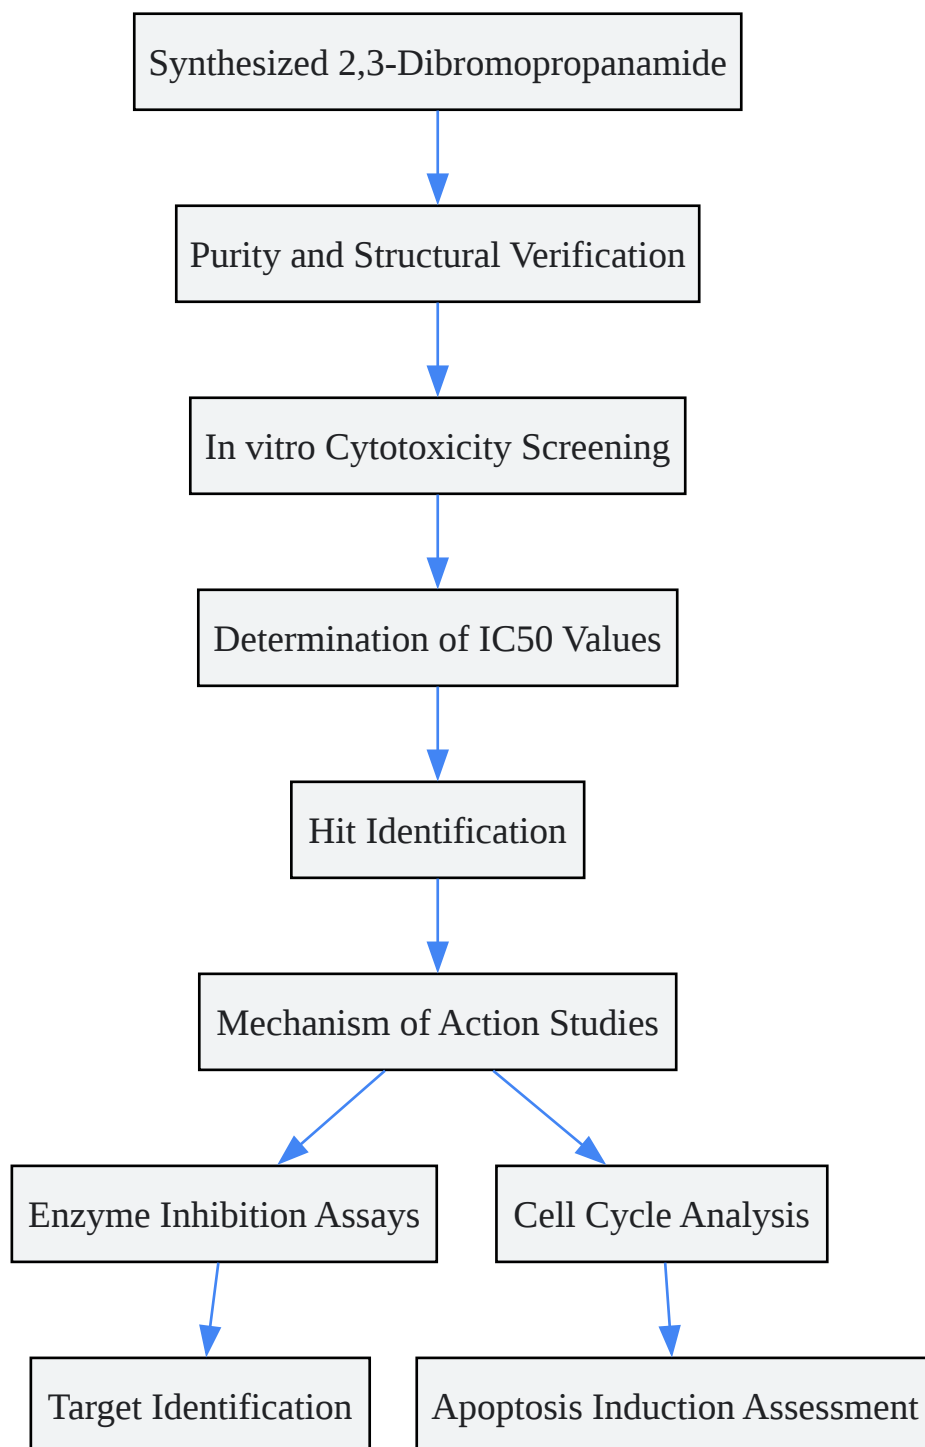 Synthesized 2,3-Dibromopropanamide
Purity and Structural Verification
In vitro Cytotoxicity Screening
Determination of IC50 Values
Hit Identification
Mechanism of Action Studies
Enzyme Inhibition Assays
Cell Cycle Analysis
Target Identification
Apoptosis Induction Assessment